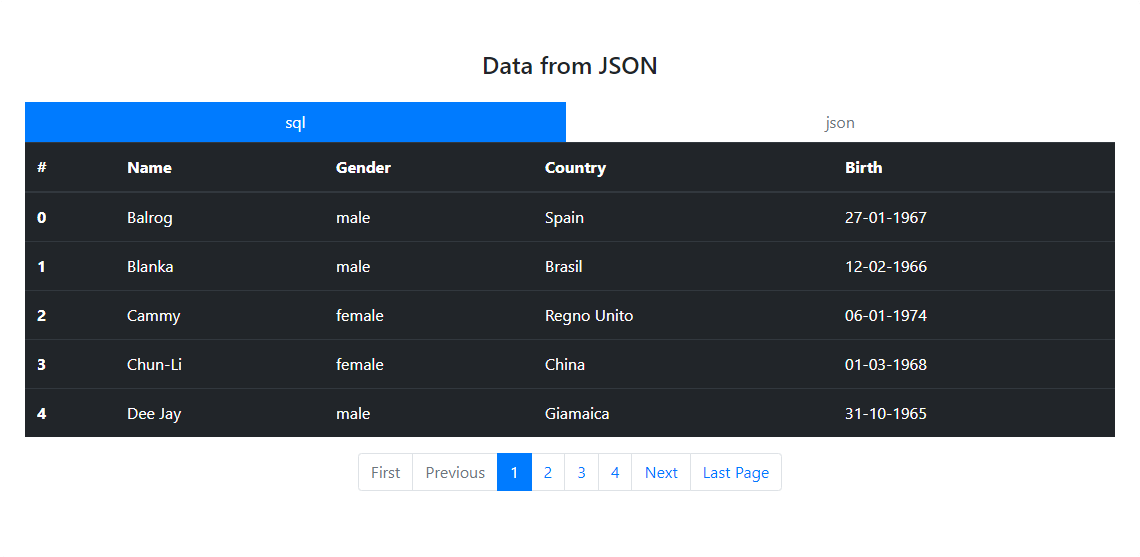 Data from JSON
sql json
# Name Gender Country Birth
0 Balrog male Spain 27-01-1967
1 Blanka male Brasil 12-02-1966
2 Cammy female Regno Unito 06-01-1974
3 Chun-Li female China 01-03-1968
4 Dee Jay male Giamaica 31-10-1965
First Previous 1 2 3 4 Next Last Page